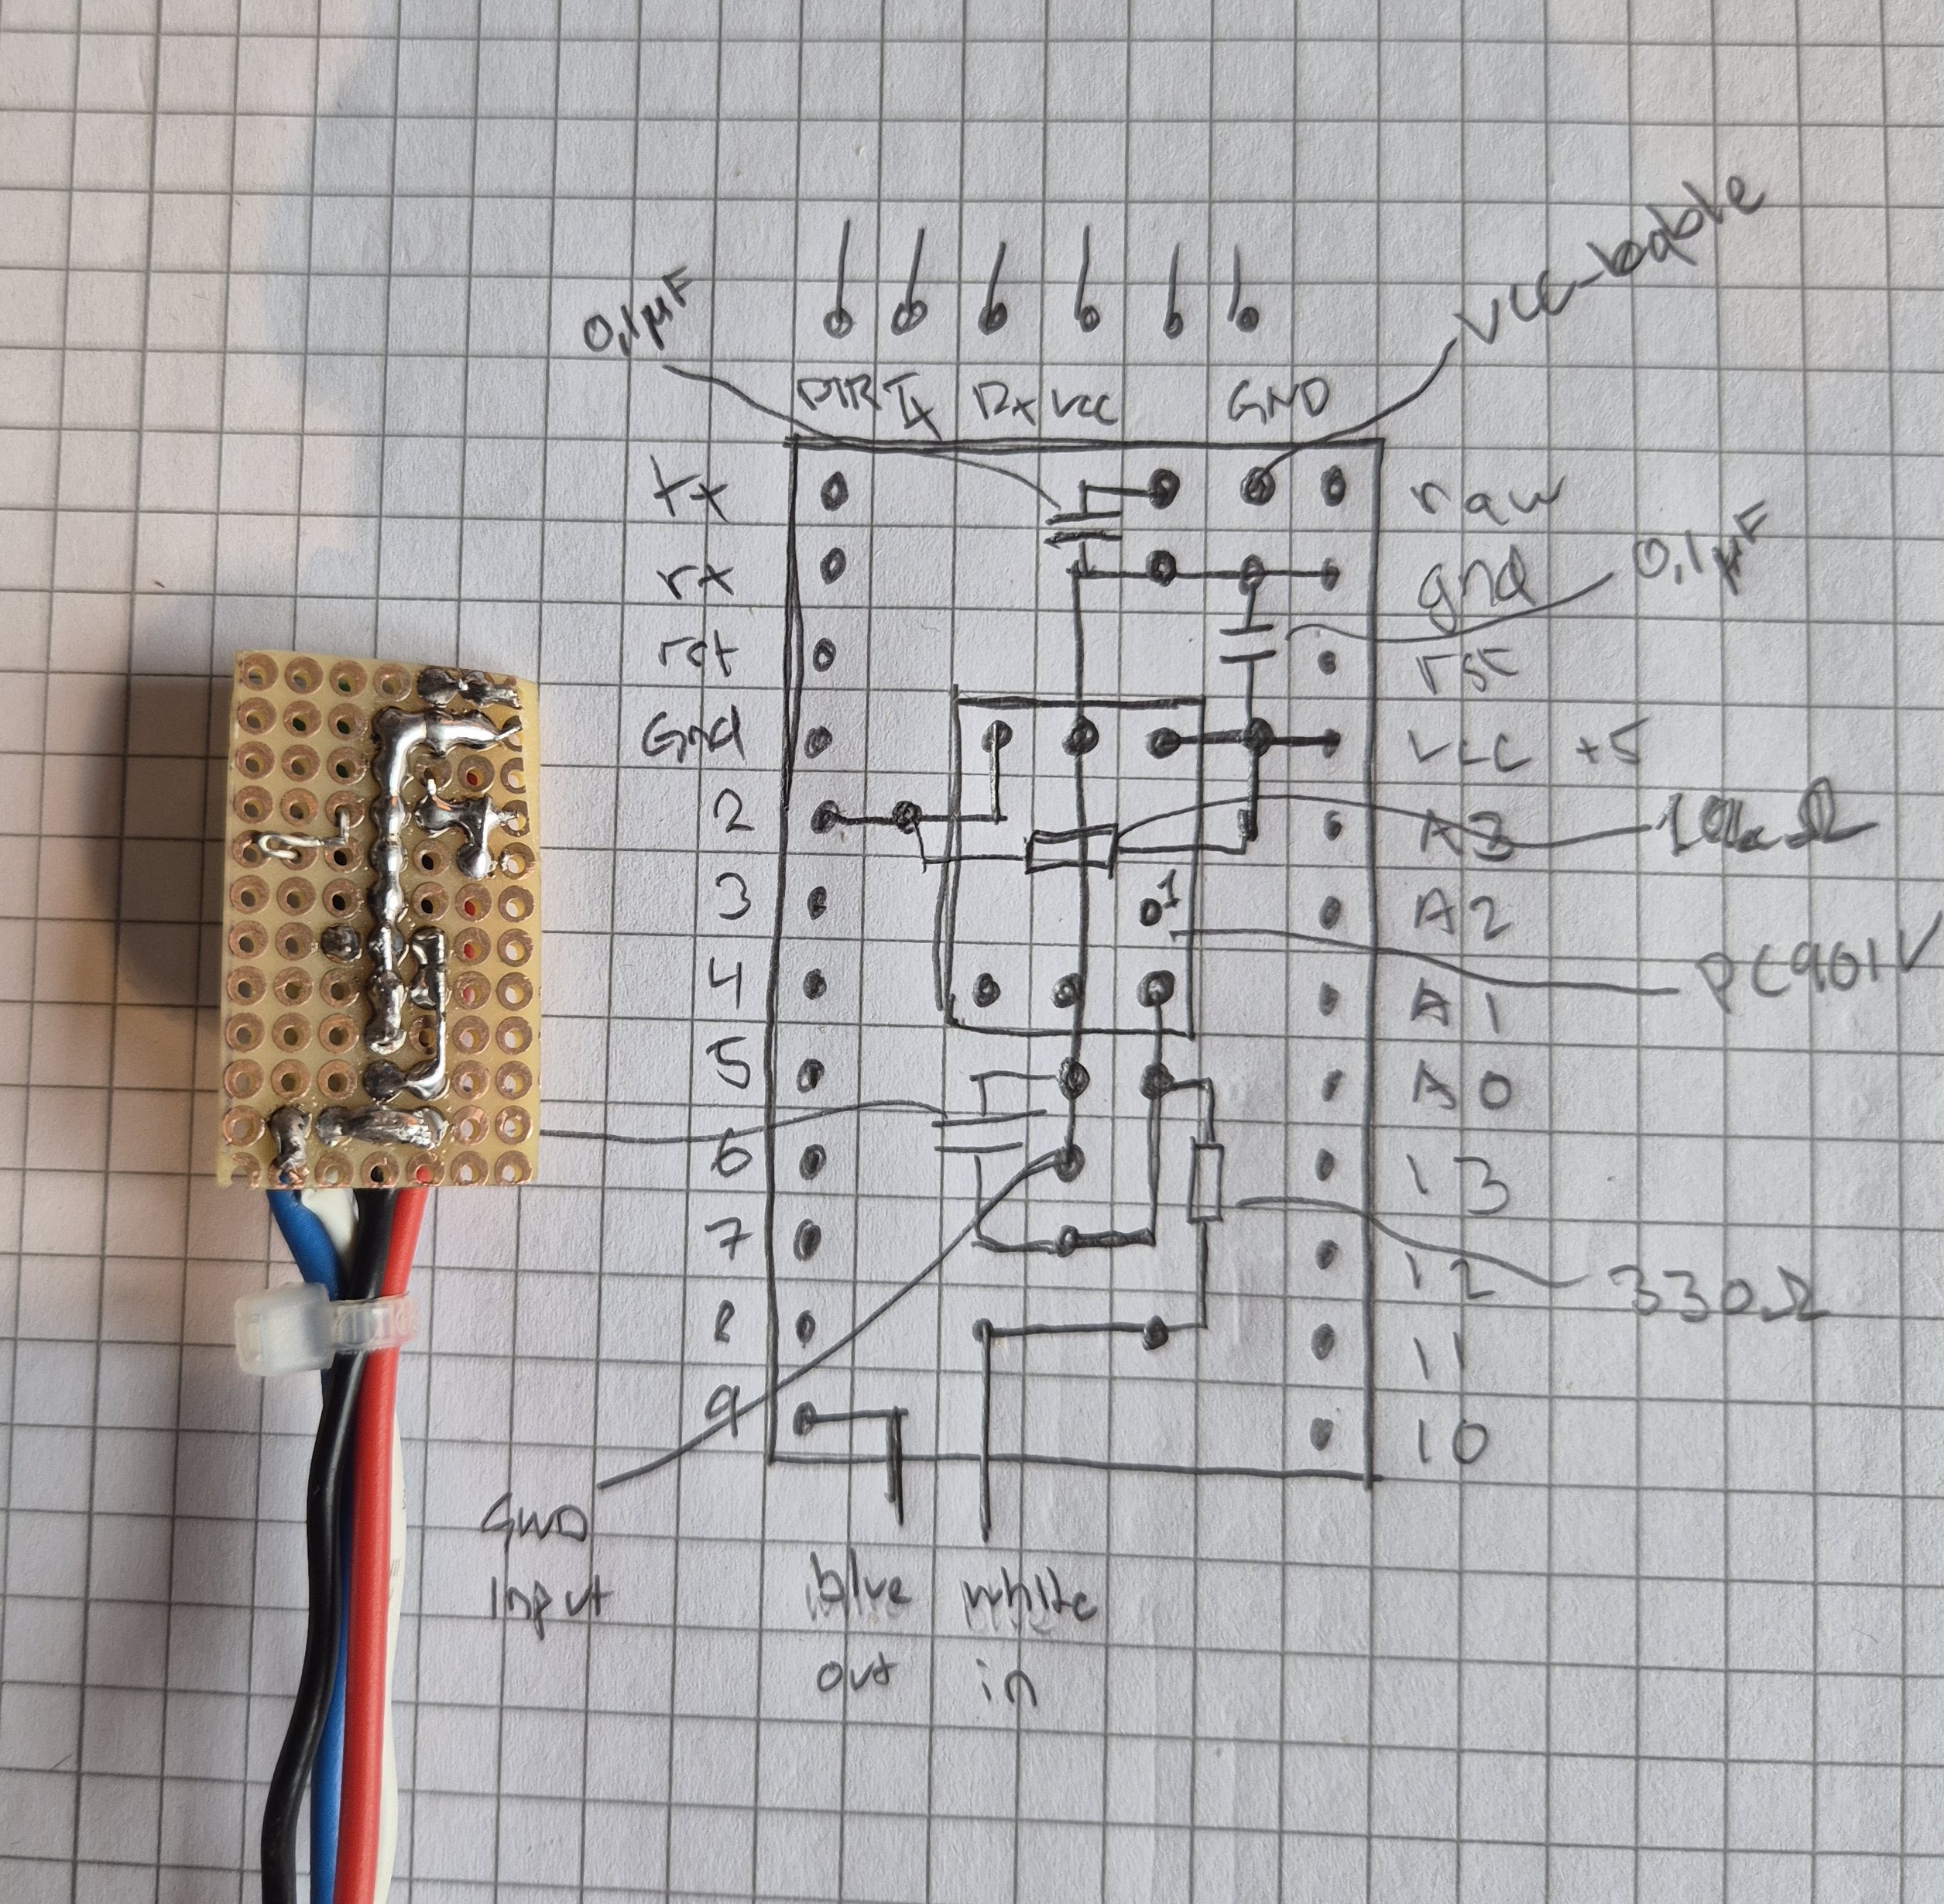 0,1µF
DTR Tx Rx VCC GND
tx
raw
rx
gnd
0,1µF
rst
rst
Gnd
VCC +5
2
A3
10kΩ
3
1
A2
4
A1
PC901V
5
A0
6
13
7
12
330Ω
8
11
9
10
GND
Input
blue
out
white
in